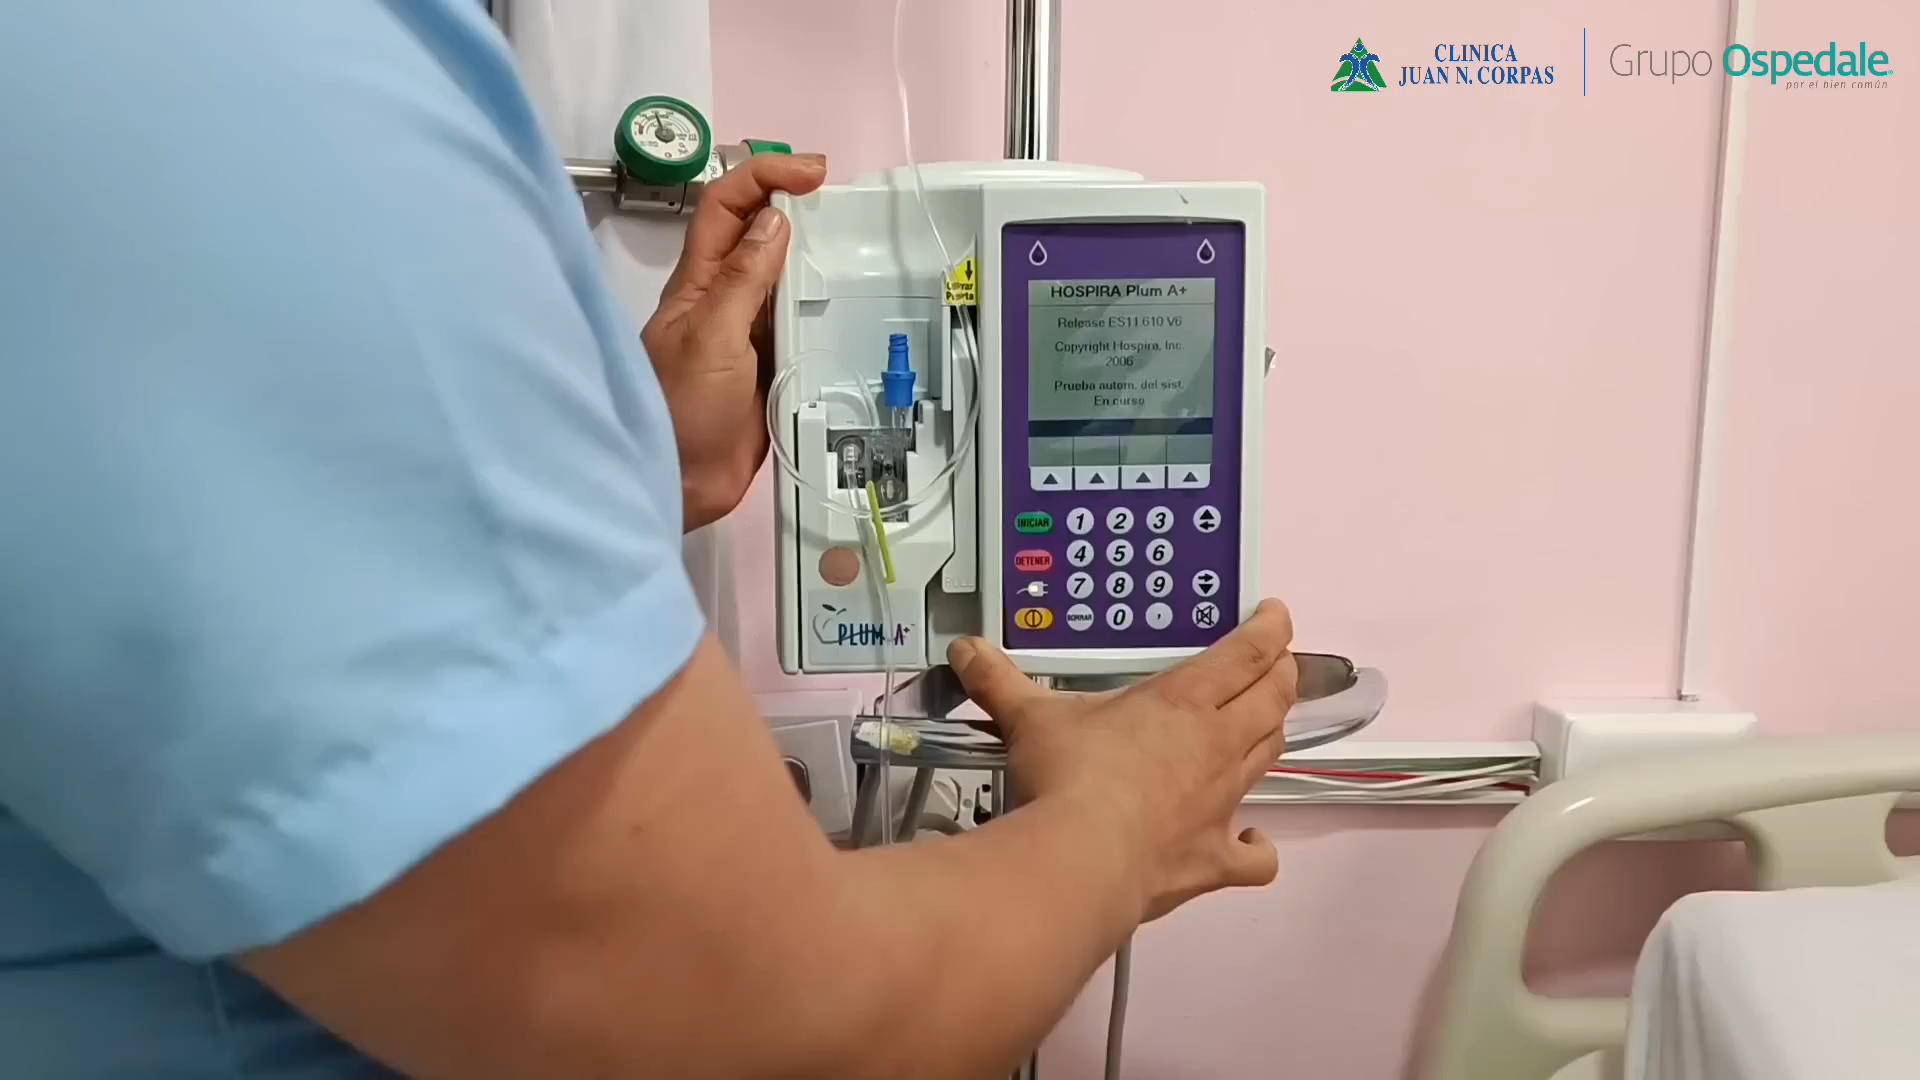 CLINICA
JUAN N. CORPAS
Grupo Ospedale
por el bien común
HOSPIRA Plum A+
Release ES11.610 V6
Copyright Hospira, Inc.
2006
Prueba autom. del sist.
En curso
INICIAR 1 2 3
DETENER 4 5 6
7 8 9
BORRAR 0 ,
PULL
PLUM A+